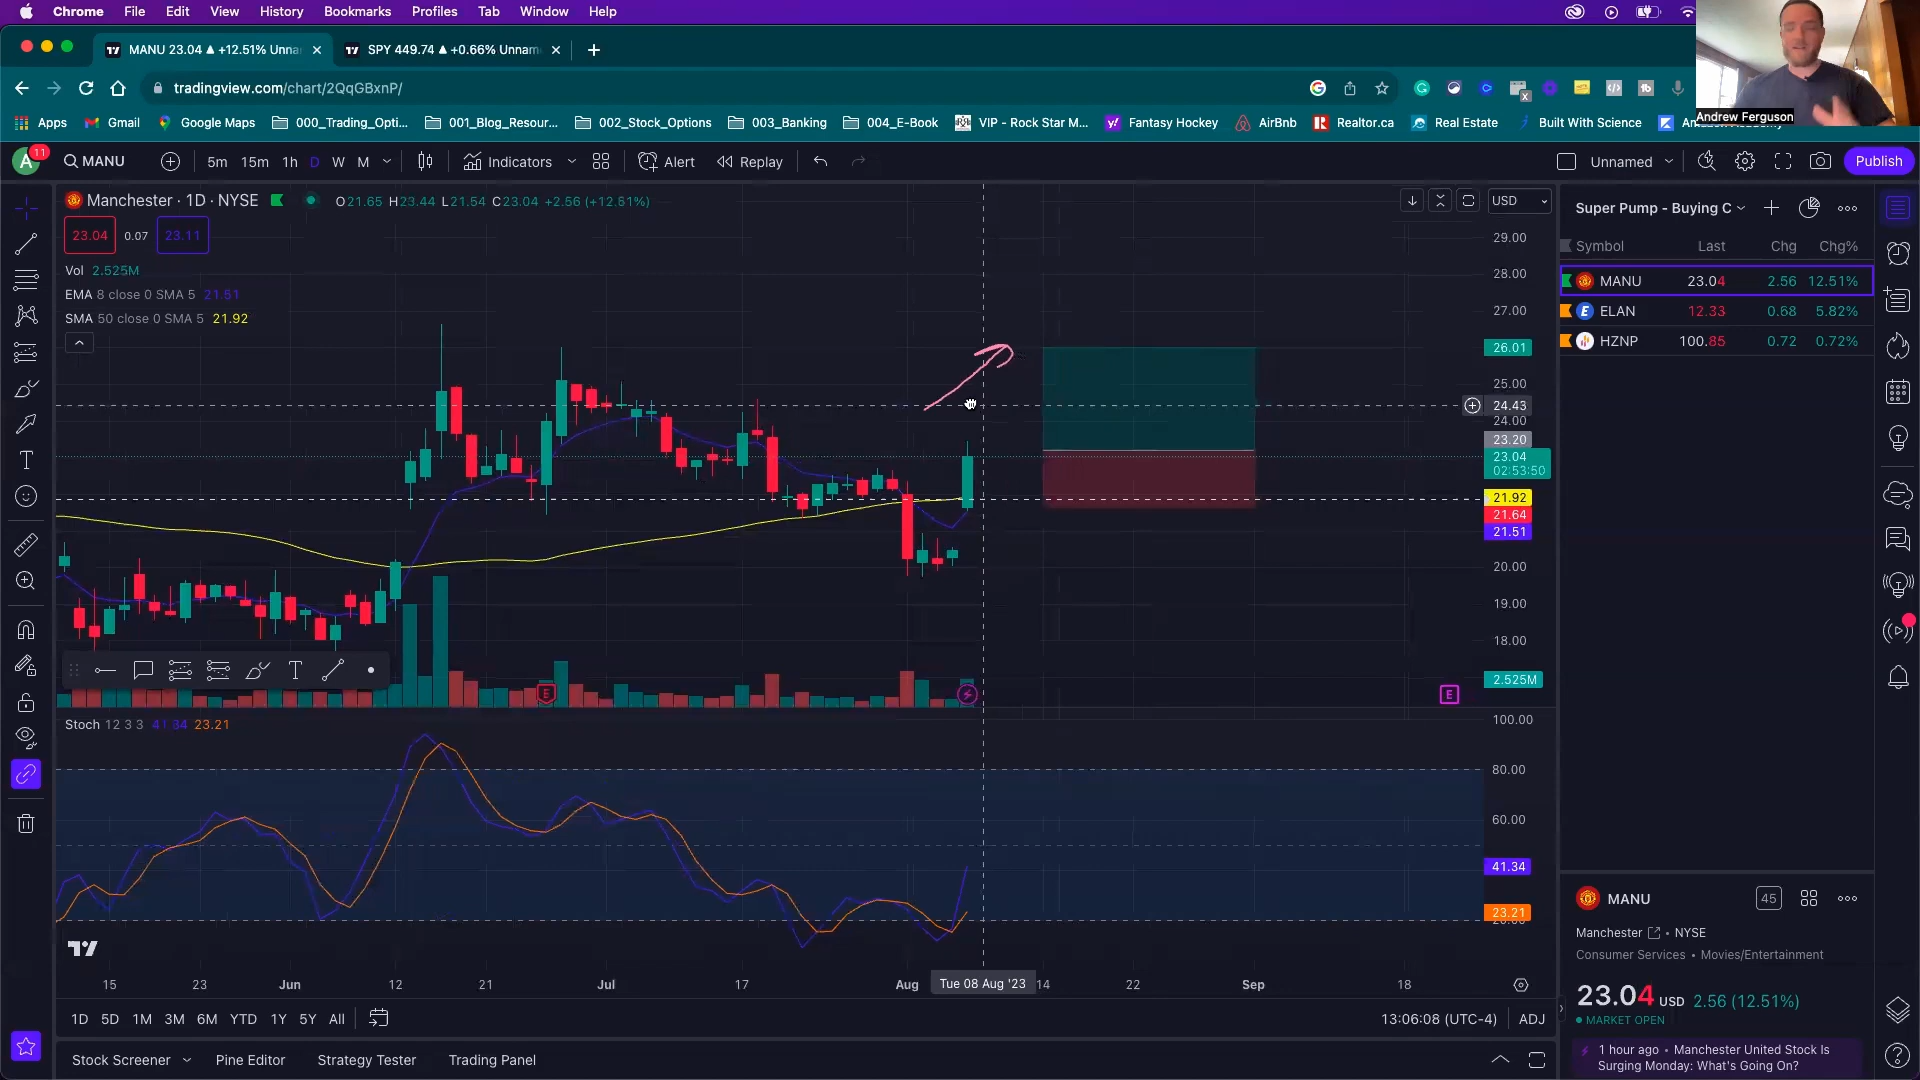 Chrome File Edit View History Bookmarks Profiles Tab Window Help
MANU 23.04 ▲ +12.51% Unna
SPY 449.74 ▲ +0.66% Unnam
tradingview.com/chart/2QqGBxnP/
Apps Gmail Google Maps 000_Trading_Opti... 001_Blog_Resour... 002_Stock_Options 003_Banking 004_E-Book VIP - Rock Star M... Fantasy Hockey AirBnb Realtor.ca Real Estate Built With Science
Andrew Ferguson
A 11 MANU 5m 15m 1h D W M Indicators Alert Replay Unnamed Publish
Manchester · 1D · NYSE O21.65 H23.44 L21.54 C23.04 +2.56 (+12.51%)
USD
23.04 0.07 23.11
Vol 2.525M
EMA 8 close 0 SMA 5 21.51
SMA 50 close 0 SMA 5 21.92
29.00
28.00
27.00
26.01
25.00
24.43
24.00
23.20
23.04
02:53:50
21.92
21.64
21.51
20.00
19.00
18.00
2.525M
E
E
Stoch 12 3 3 41.34 23.21
100.00
80.00
60.00
41.34
23.21
15 23 Jun 12 21 Jul 17 Aug Tue 08 Aug '23 14 22 Sep 18
1D 5D 1M 3M 6M YTD 1Y 5Y All 13:06:08 (UTC-4) ADJ
Stock Screener Pine Editor Strategy Tester Trading Panel
Super Pump - Buying C
Symbol Last Chg Chg%
MANU 23.04 2.56 12.51%
ELAN 12.33 0.68 5.82%
HZNP 100.85 0.72 0.72%
MANU 45
Manchester • NYSE
Consumer Services • Movies/Entertainment
23.04 USD 2.56 (12.51%)
MARKET OPEN
1 hour ago • Manchester United Stock Is
Surging Monday: What's Going On?